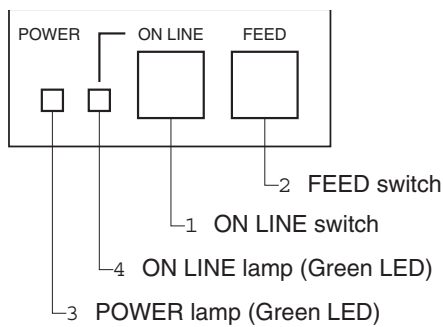 POWER ON LINE FEED
2 FEED switch
1 ON LINE switch
4 ON LINE lamp (Green LED)
3 POWER lamp (Green LED)